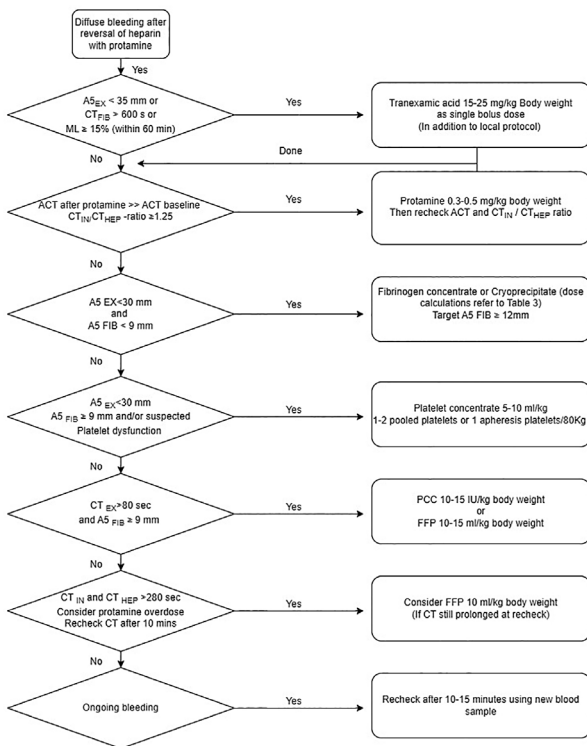 Diffuse bleeding after
reversal of heparin
with protamine
Yes
A5EX < 35 mm or
CTFIB > 600 s or
ML ≥ 15% (within 60 min)
Yes
Tranexamic acid 15-25 mg/kg Body weight
as single bolus dose
(In addition to local protocol)
No
Done
ACT after protamine >> ACT baseline
CTIN/CTHEP -ratio ≥1.25
Yes
Protamine 0.3-0.5 mg/kg body weight
Then recheck ACT and CTIN / CTHEP ratio
No
A5 EX<30 mm
and
A5 FIB < 9 mm
Yes
Fibrinogen concentrate or Cryoprecipitate (dose
calculations refer to Table 3)
Target A5 FIB ≥ 12mm
No
A5 EX<30 mm
A5 FIB ≥ 9 mm and/or suspected
Platelet dysfunction
Yes
Platelet concentrate 5-10 ml/kg
1-2 pooled platelets or 1 apheresis platelets/80Kg
No
CT EX>80 sec
and A5 FIB ≥ 9 mm
Yes
PCC 10-15 IU/kg body weight
or
FFP 10-15 ml/kg body weight
No
CT IN and CT HEP >280 sec
Consider protamine overdose
Recheck CT after 10 mins
Yes
Consider FFP 10 ml/kg body weight
(If CT still prolonged at recheck)
No
Ongoing bleeding
Yes
Recheck after 10-15 minutes using new blood
sample